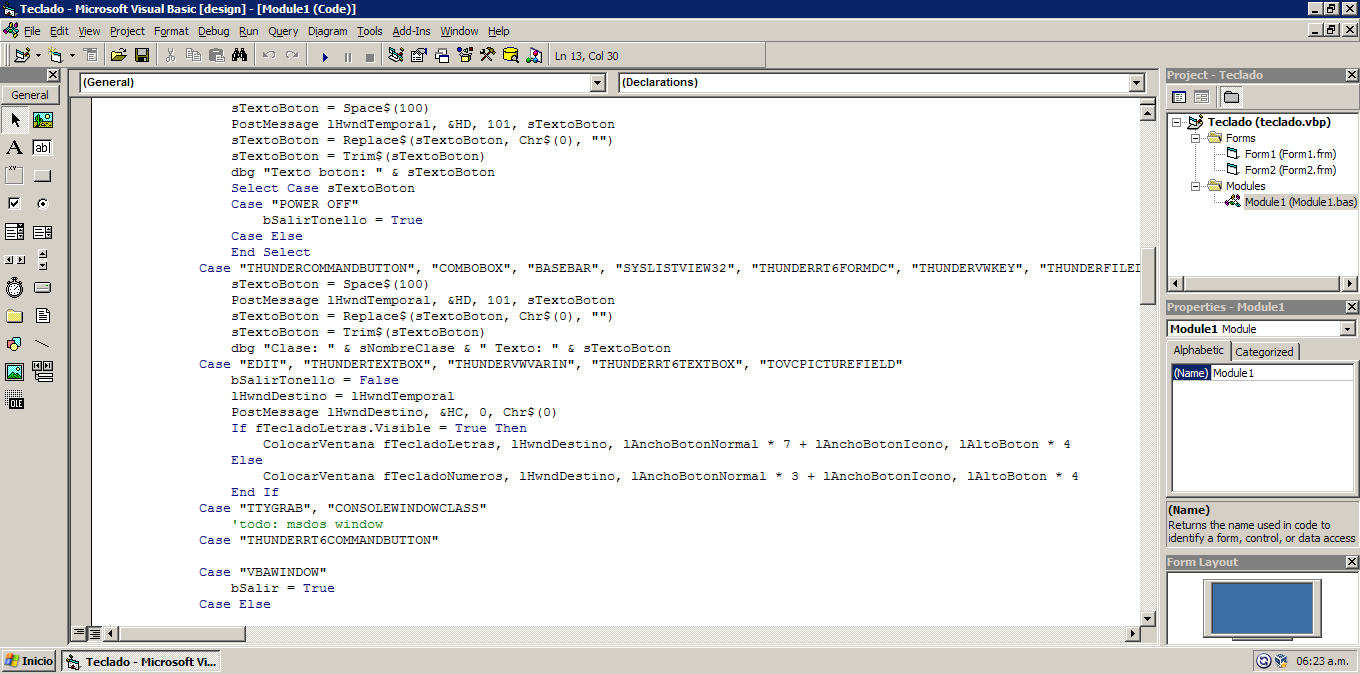 Teclado - Microsoft Visual Basic [design] - [Module1 (Code)]
File Edit View Project Format Debug Run Query Diagram Tools Add-Ins Window Help
Ln 13, Col 30
General
A
ab|
XY
OLE
(General)
(Declarations)
sTextoBoton = Space$(100)
PostMessage lHwndTemporal, &HD, 101, sTextoBoton
sTextoBoton = Replace$(sTextoBoton, Chr$(0), "")
sTextoBoton = Trim$(sTextoBoton)
dbg "Texto boton: " & sTextoBoton
Select Case sTextoBoton
Case "POWER OFF"
bSalirTonello = True
Case Else
End Select
Case "THUNDERCOMMANDBUTTON", "COMBOBOX", "BASEBAR", "SYSLISTVIEW32", "THUNDERRT6FORMDC", "THUNDERVWKEY", "THUNDERFILEI
sTextoBoton = Space$(100)
PostMessage lHwndTemporal, &HD, 101, sTextoBoton
sTextoBoton = Replace$(sTextoBoton, Chr$(0), "")
sTextoBoton = Trim$(sTextoBoton)
dbg "Clase: " & sNombreClase & " Texto: " & sTextoBoton
Case "EDIT", "THUNDERTEXTBOX", "THUNDERVWVARIN", "THUNDERRT6TEXTBOX", "TOVCPICTUREFIELD"
bSalirTonello = False
lHwndDestino = lHwndTemporal
PostMessage lHwndDestino, &HC, 0, Chr$(0)
If fTecladoLetras.Visible = True Then
ColocarVentana fTecladoLetras, lHwndDestino, lAnchoBotonNormal * 7 + lAnchoBotonIcono, lAltoBoton * 4
Else
ColocarVentana fTecladoNumeros, lHwndDestino, lAnchoBotonNormal * 3 + lAnchoBotonIcono, lAltoBoton * 4
End If
Case "TTYGRAB", "CONSOLEWINDOWCLASS"
'todo: msdos window
Case "THUNDERRT6COMMANDBUTTON"
Case "VBAWINDOW"
bSalir = True
Case Else
Project - Teclado
Teclado (teclado.vbp)
Forms
Form1 (Form1.frm)
Form2 (Form2.frm)
Modules
Module1 (Module1.bas)
Properties - Module1
Module1 Module
Alphabetic Categorized
(Name) Module1
(Name)
Returns the name used in code to
identify a form, control, or data access
Form Layout
Inicio
Teclado - Microsoft Vi...
06:23 a.m.